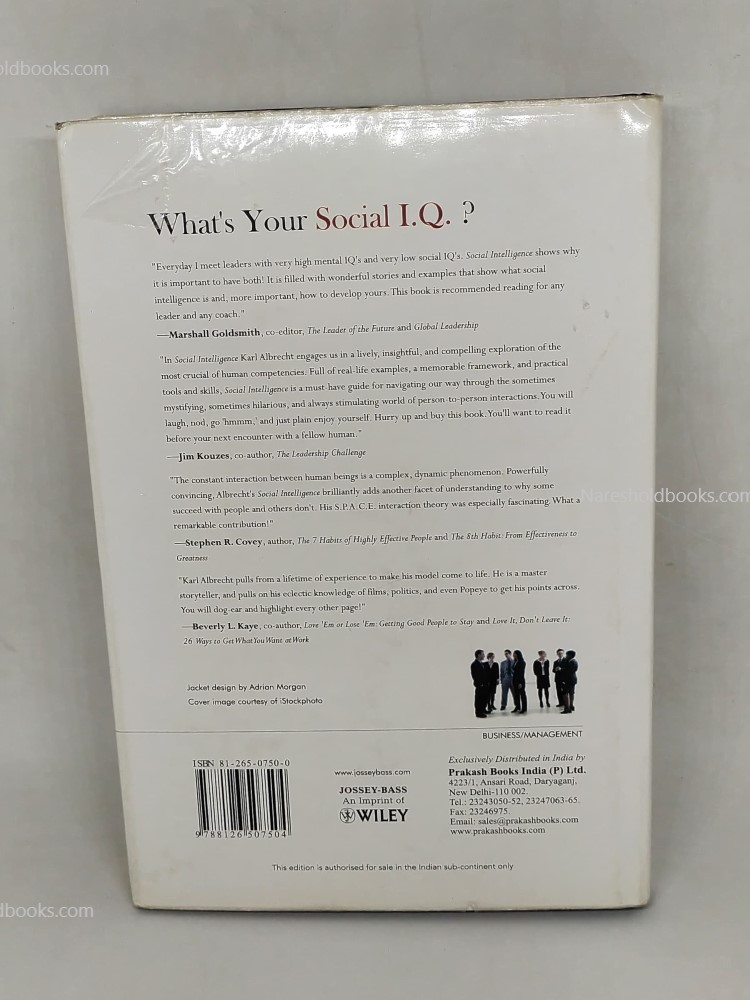 oldbooks.com
What's Your Social I.Q. ?
"Everyday I meet leaders with very high mental IQ's and very low social IQ's. Social Intelligence shows why
it is important to have both! It is filled with wonderful stories and examples that show what social
intelligence is and, more important, how to develop yours. This book is recommended reading for any
leader and any coach."
—Marshall Goldsmith, co-editor, The Leader of the Future and Global Leadership
"In Social Intelligence Karl Albrecht engages us in a lively, insightful, and compelling exploration of the
most crucial of human competencies. Full of real-life examples, a memorable framework, and practical
tools and skills, Social Intelligence is a must-have guide for navigating our way through the sometimes
mystifying, sometimes hilarious, and always stimulating world of person-to-person interactions. You will
laugh, nod, go 'hmmm,' and just plain enjoy yourself. Hurry up and buy this book. You'll want to read it
before your next encounter with a fellow human."
—Jim Kouzes, co-author, The Leadership Challenge
"The constant interaction between human beings is a complex, dynamic phenomenon. Powerfully
convincing, Albrecht's Social Intelligence brilliantly adds another facet of understanding to why some
succeed with people and others don't. His S.P.A.C.E. interaction theory was especially fascinating. What a
remarkable contribution!"
—Stephen R. Covey, author, The 7 Habits of Highly Effective People and The 8th Habit: From Effectiveness to
Greatness
"Karl Albrecht pulls from a lifetime of experience to make his model come to life. He is a master
storyteller, and pulls on his eclectic knowledge of films, politics, and even Popeye to get his points across.
You will dog-ear and highlight every other page!"
—Beverly L. Kaye, co-author, Love 'Em or Lose 'Em: Getting Good People to Stay and Love It, Don't Leave It:
26 Ways to Get What You Want at Work
Nareshold​books.com
Jacket design by Adrian Morgan
Cover image courtesy of iStockphoto
BUSINESS/MANAGEMENT
ISBN 81-265-0750-0
9 788126 507504
www.josseybass.com
JOSSEY-BASS
An Imprint of
WILEY
Exclusively Distributed in India by
Prakash Books India (P) Ltd.
4223/1, Ansari Road, Daryaganj,
New Delhi-110 002.
Tel.: 23243050-52, 23247063-65.
Fax: 23246975.
Email: sales@prakashbooks.com
www.prakashbooks.com
This edition is authorised for sale in the Indian sub-continent only
dbooks.com